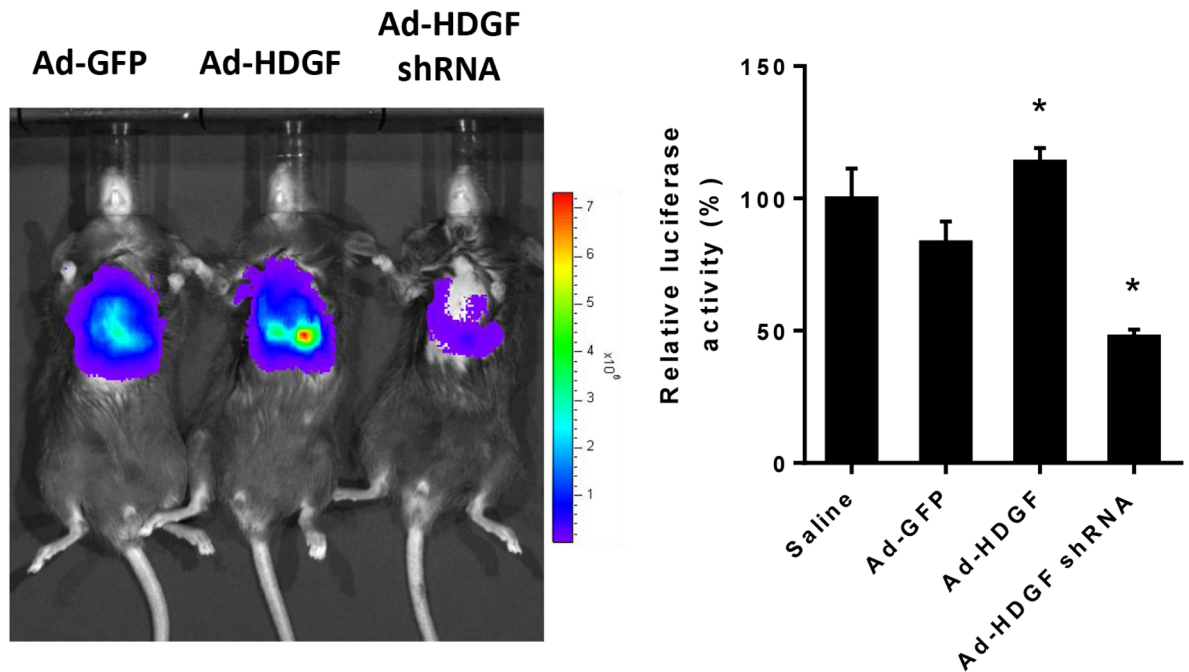 Ad-GFP
Ad-HDGF
Ad-HDGF
shRNA
7
6
5
4
3
2
1
x10⁶
Relative luciferase
activity (%)
150
100
50
0
*
*
Saline
Ad-GFP
Ad-HDGF
Ad-HDGF shRNA